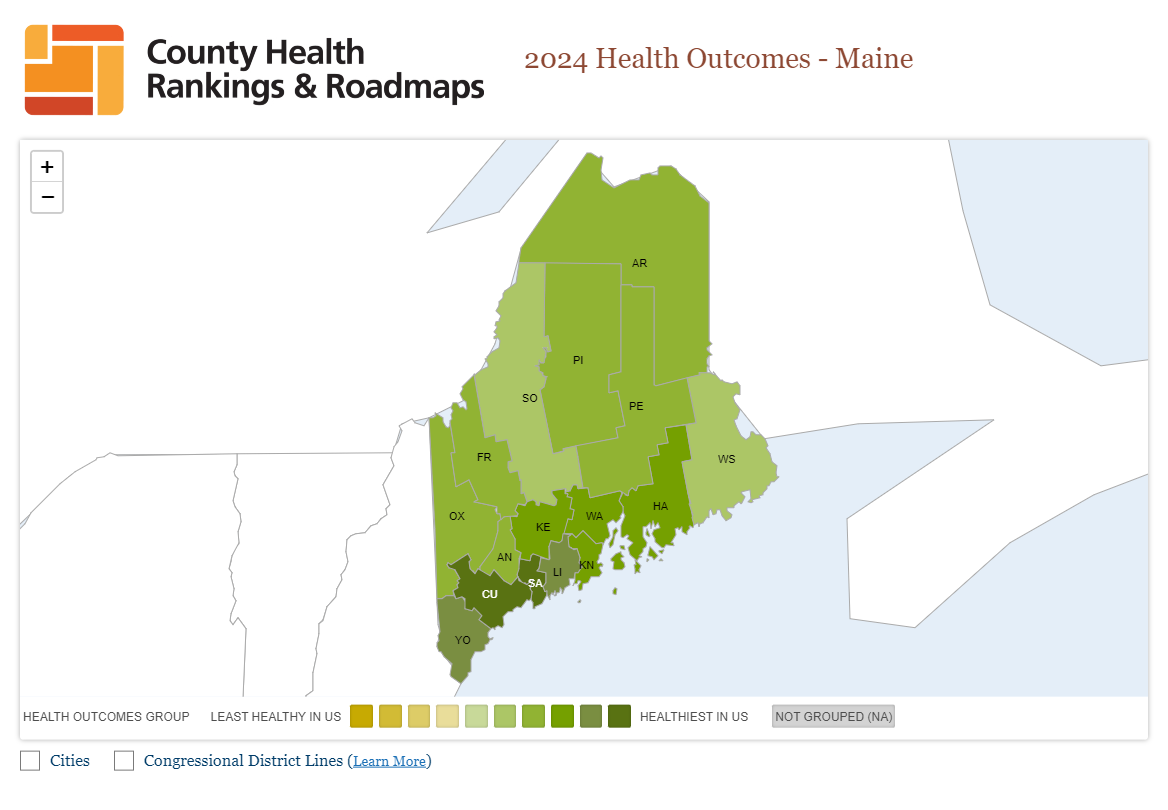 County Health
Rankings & Roadmaps
2024 Health Outcomes - Maine
+
−
AR
PI
SO
PE
FR
WS
OX
KE
WA
HA
AN
LI
KN
SA
CU
YO
HEALTH OUTCOMES GROUP LEAST HEALTHY IN US HEALTHIEST IN US NOT GROUPED (NA)
Cities Congressional District Lines (Learn More)